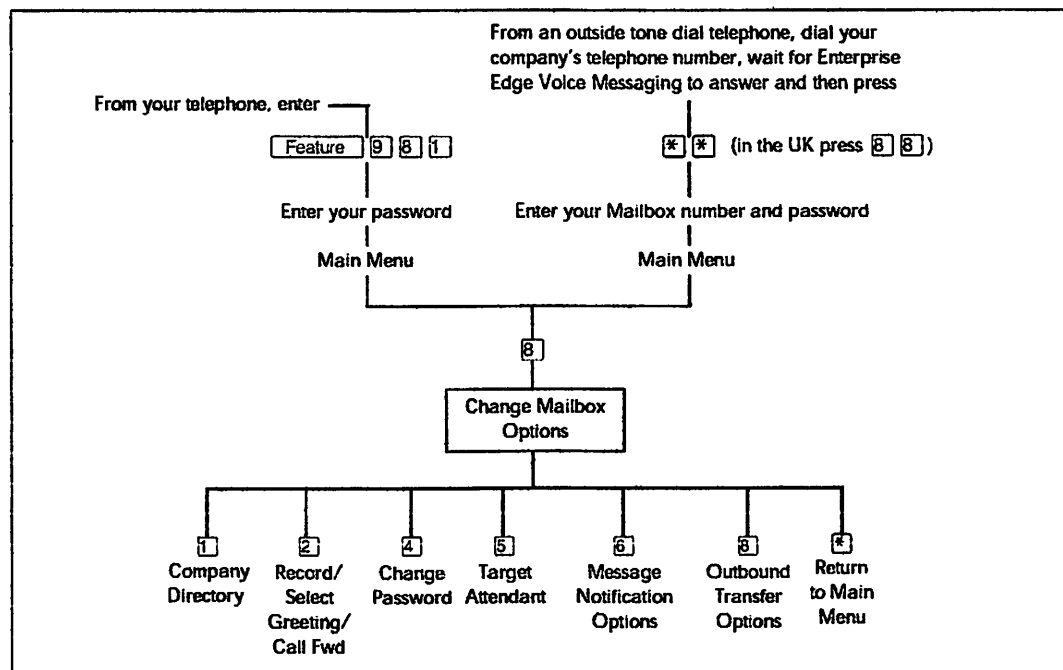 From an outside tone dial telephone, dial your
company's telephone number, wait for Enterprise
Edge Voice Messaging to answer and then press
From your telephone, enter
Feature 9 8 1
* * (in the UK press 8 8)
Enter your password
Enter your Mailbox number and password
Main Menu
Main Menu
8
Change Mailbox
Options
1
Company
Directory
2
Record/
Select
Greeting/
Call Fwd
4
Change
Password
5
Target
Attendant
6
Message
Notification
Options
8
Outbound
Transfer
Options
*
Return
to Main
Menu